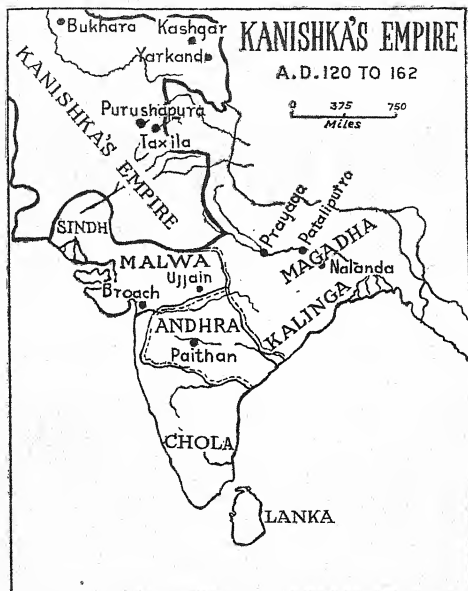 KANISHKA'S EMPIRE
A.D.120 TO 162
0 375 750
Miles
Bukhara
Kashgar
Yarkand
KANISHKA'S EMPIRE
Purushapura
Taxila
SINDH
Prayaga
Pataliputra
MAGADHA
Nalanda
MALWA
Ujjain
Broach
KALINGA
ANDHRA
Paithan
CHOLA
LANKA